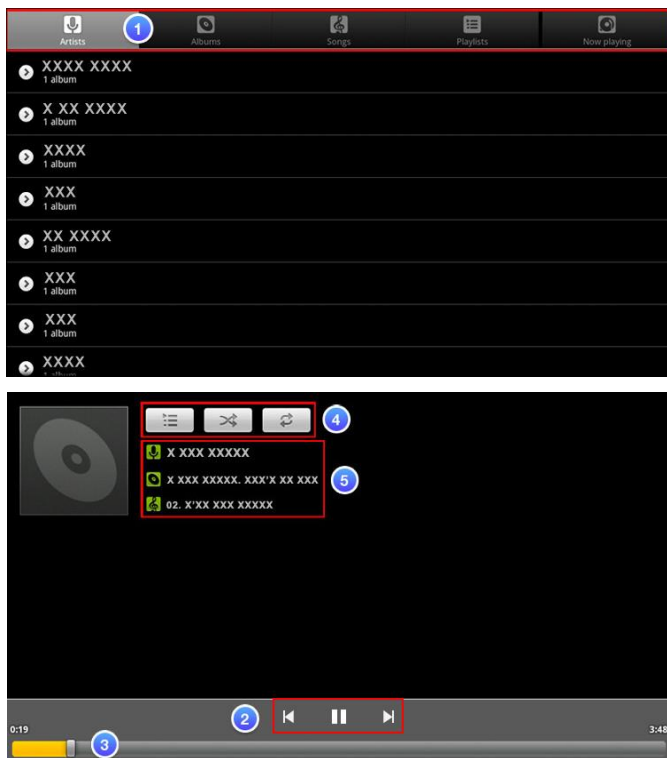 Artists
1
Albums
Songs
Playlists
Now playing
XXXX XXXX
1 album
X XX XXXX
1 album
XXXX
1 album
XXX
1 album
XX XXXX
1 album
XXX
1 album
XXX
1 album
XXXX
1 album
4
X XXX XXXXX
X XXX XXXXX. XXX'X XX XXX
5
02. X'XX XXX XXXXX
2
0:19
3:48
3